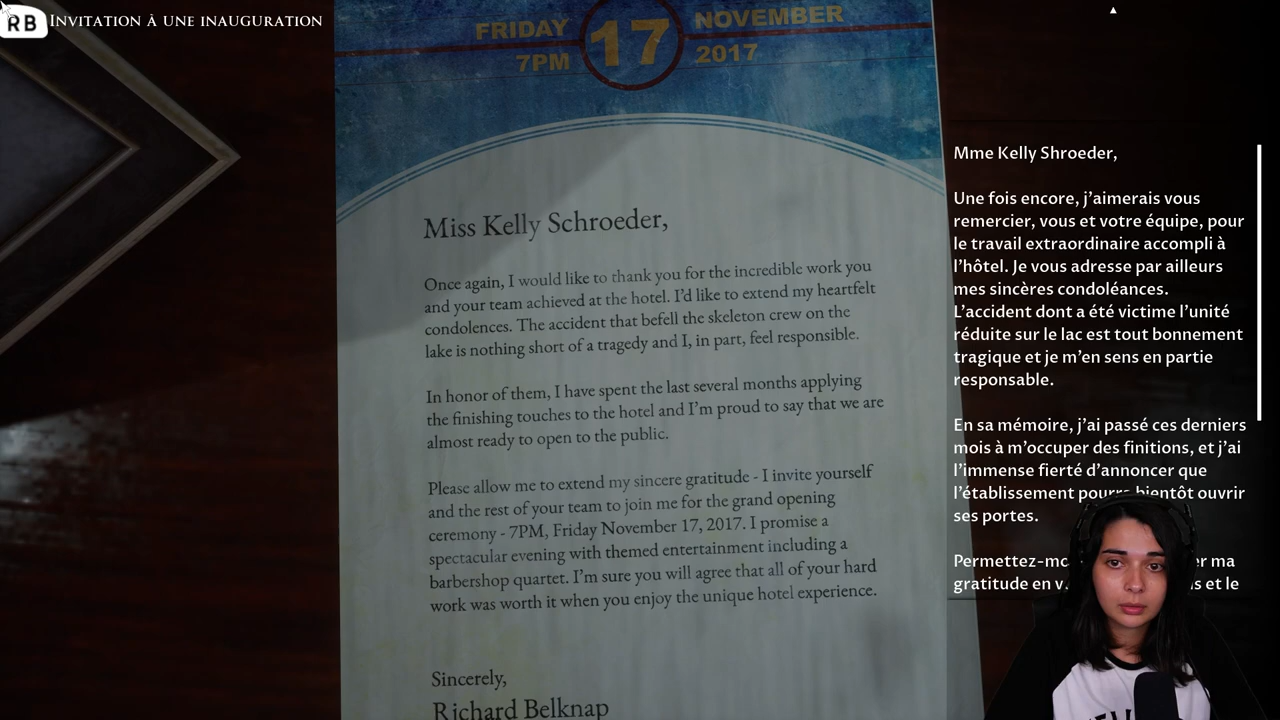 RB INVITATION À UNE INAUGURATION
FRIDAY 17 NOVEMBER
7PM 2017
Miss Kelly Schroeder,
Once again, I would like to thank you for the incredible work you
and your team achieved at the hotel. I'd like to extend my heartfelt
condolences. The accident that befell the skeleton crew on the
lake is nothing short of a tragedy and I, in part, feel responsible.
In honor of them, I have spent the last several months applying
the finishing touches to the hotel and I'm proud to say that we are
almost ready to open to the public.
Please allow me to extend my sincere gratitude - I invite yourself
and the rest of your team to join me for the grand opening
ceremony - 7PM, Friday November 17, 2017. I promise a
spectacular evening with themed entertainment including a
barbershop quartet. I'm sure you will agree that all of your hard
work was worth it when you enjoy the unique hotel experience.
Sincerely,
Richard Belknap
Mme Kelly Shroeder,
Une fois encore, j'aimerais vous
remercier, vous et votre équipe, pour
le travail extraordinaire accompli à
l'hôtel. Je vous adresse par ailleurs
mes sincères condoléances.
L'accident dont a été victime l'unité
réduite sur le lac est tout bonnement
tragique et je m'en sens en partie
responsable.
En sa mémoire, j'ai passé ces derniers
mois à m'occuper des finitions, et j'ai
l'immense fierté d'annoncer que
l'établissement pourra bientôt ouvrir
ses portes.
ma
gratitude en et le